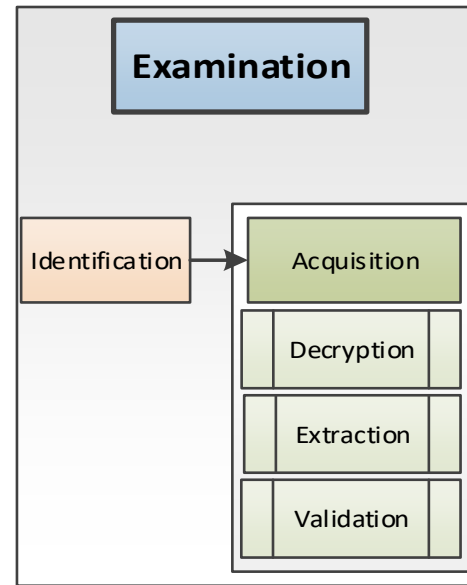 Examination
Identification
Acquisition
Decryption
Extraction
Validation